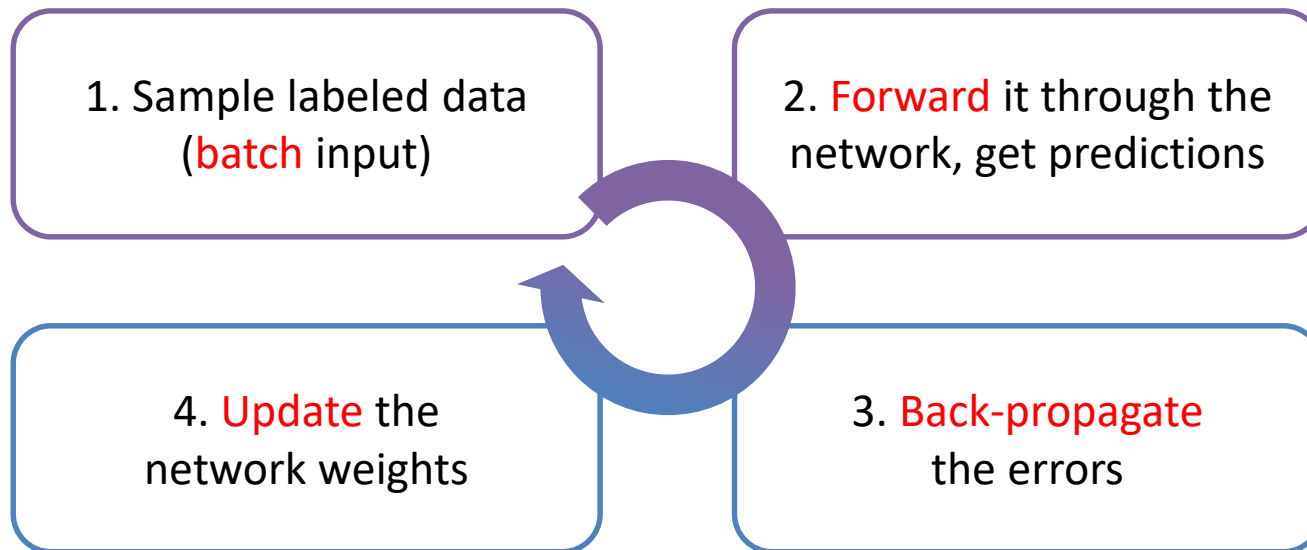 1. Sample labeled data
(batch input)
2. Forward it through the
network, get predictions
4. Update the
network weights
3. Back-propagate
the errors